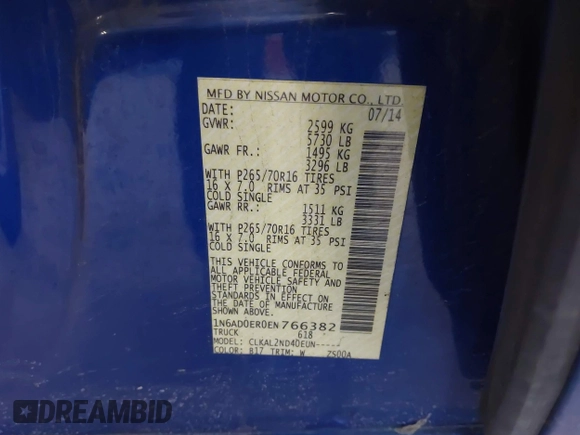 MFD BY NISSAN MOTOR CO., LTD.
DATE: 07/14
GVWR: 2599 KG
5730 LB
GAWR FR.: 1495 KG
3296 LB
WITH P265/70R16 TIRES
16 X 7.0 RIMS AT 35 PSI
COLD SINGLE
GAWR RR.: 1511 KG
3331 LB
WITH P265/70R16 TIRES
16 X 7.0 RIMS AT 35 PSI
COLD SINGLE
THIS VEHICLE CONFORMS TO
ALL APPLICABLE FEDERAL
MOTOR VEHICLE SAFETY AND
THEFT PREVENTION
STANDARDS IN EFFECT ON
THE DATE OF MANUFACTURE
1N6AD0ER0EN766382
TRUCK 618
MODEL: CLKAL2ND40EUN-----
COLOR: B17 TRIM: W ZS00A
DREAMBID